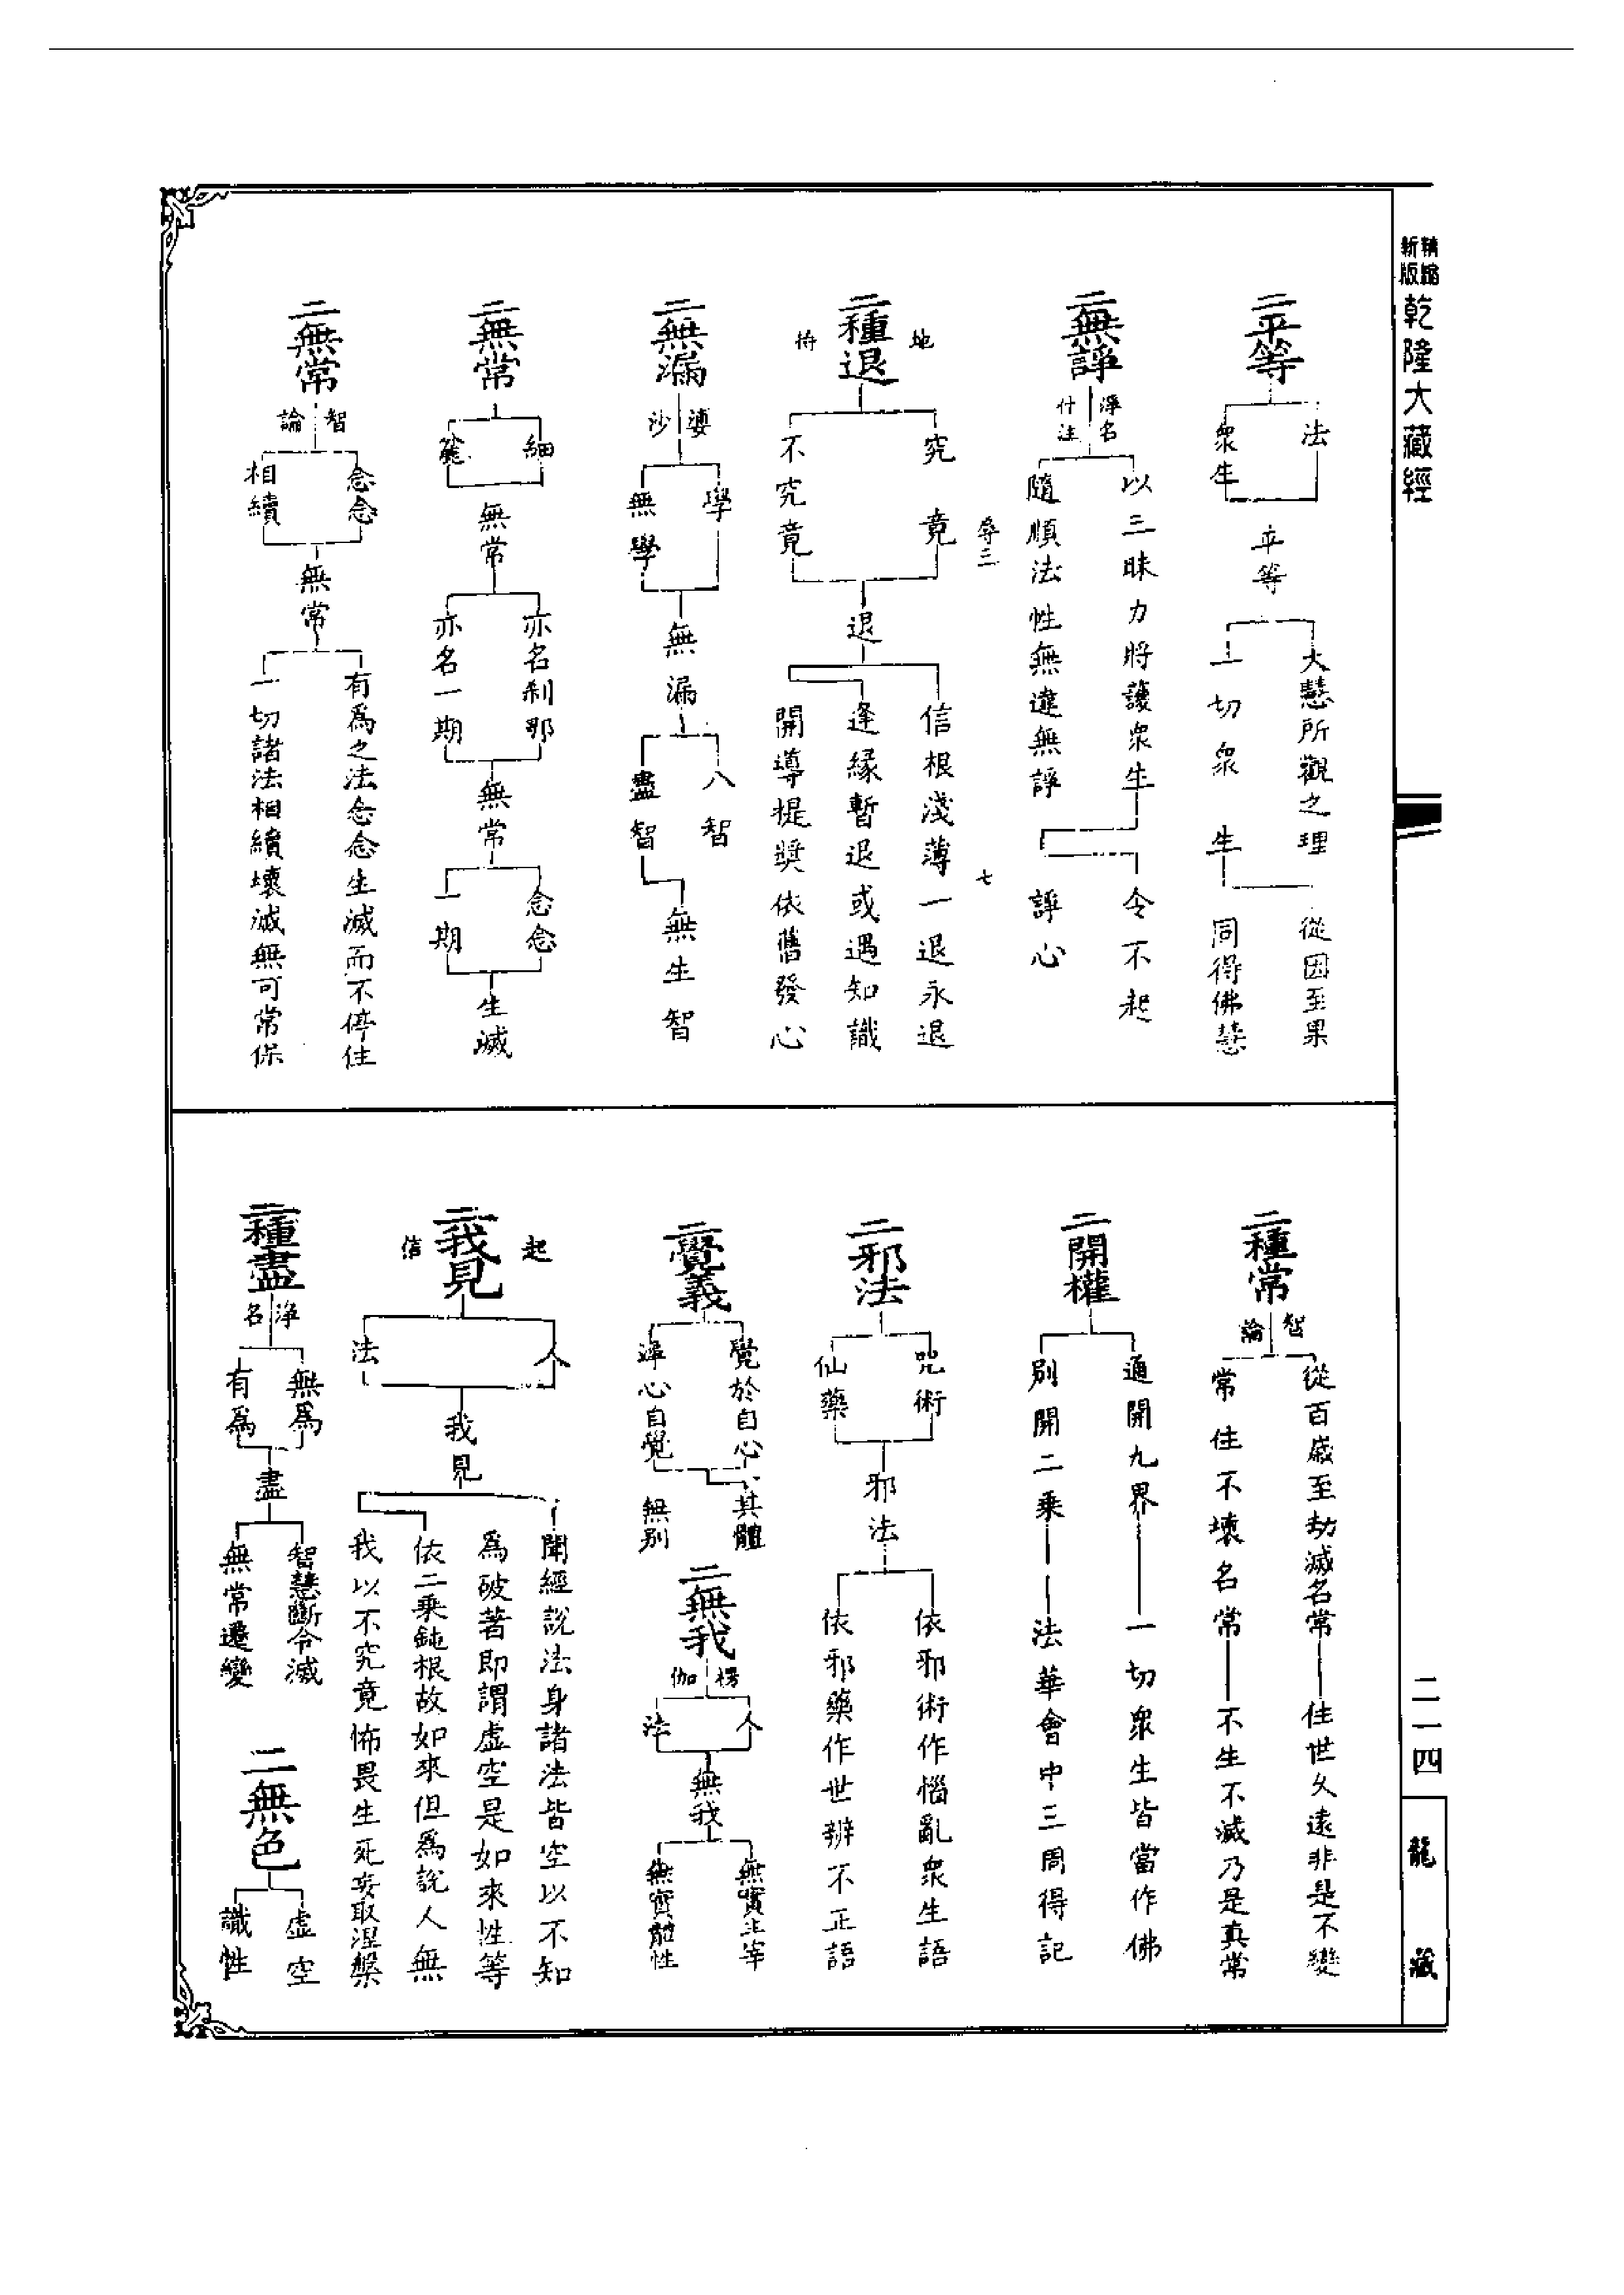 精縮
新版
乾隆大藏經
二一四
龍藏
二平等
法
衆生
平等
大慧所觀之理
一切衆生
從因至果
同得佛慧
二無諍
淨名
什注
以三昧力將護衆生
隨順法性無違無諍
令不起
諍心
二種退
地
持
究竟
不究竟
退
信根淺薄一退永退
逢緣暫退或遇知識
開導提獎依舊發心
辱三
七
二無漏
婆
沙
學
無學
無漏
八智
盡智
無生智
二無常
細
麄
無常
亦名刹那
亦名一期
無常
念念
一期
生滅
二無常
智
論
念念
相續
無常
有為之法念念生滅而不停住
一切諸法相續壞滅無可常保
二種常
智
論
從百歲至劫滅名常
住世久遠非是不變
常住不壞名常
不生不滅乃是真常
二開權
通開九界
一切衆生皆當作佛
別開二乘
法華會中三周得記
二邪法
咒術
仙藥
邪法
依邪術作惱亂衆生語
依邪藥作世辨不正語
二覺義
覺於自心
淨心自覺
其體
無別
二無我
楞
伽
人
法
無我
無實主宰
無實體性
二我見
起
信
人
法
我見
聞經說法身諸法皆空以不知
為破著即謂虛空是如來性等
依二乘鈍根故如來但為說人無
我以不究竟怖畏生死妄取涅槃
二種盡
淨
名
無為
有為
盡
智慧斷令滅
無常遷變
二無色
虛空
識性